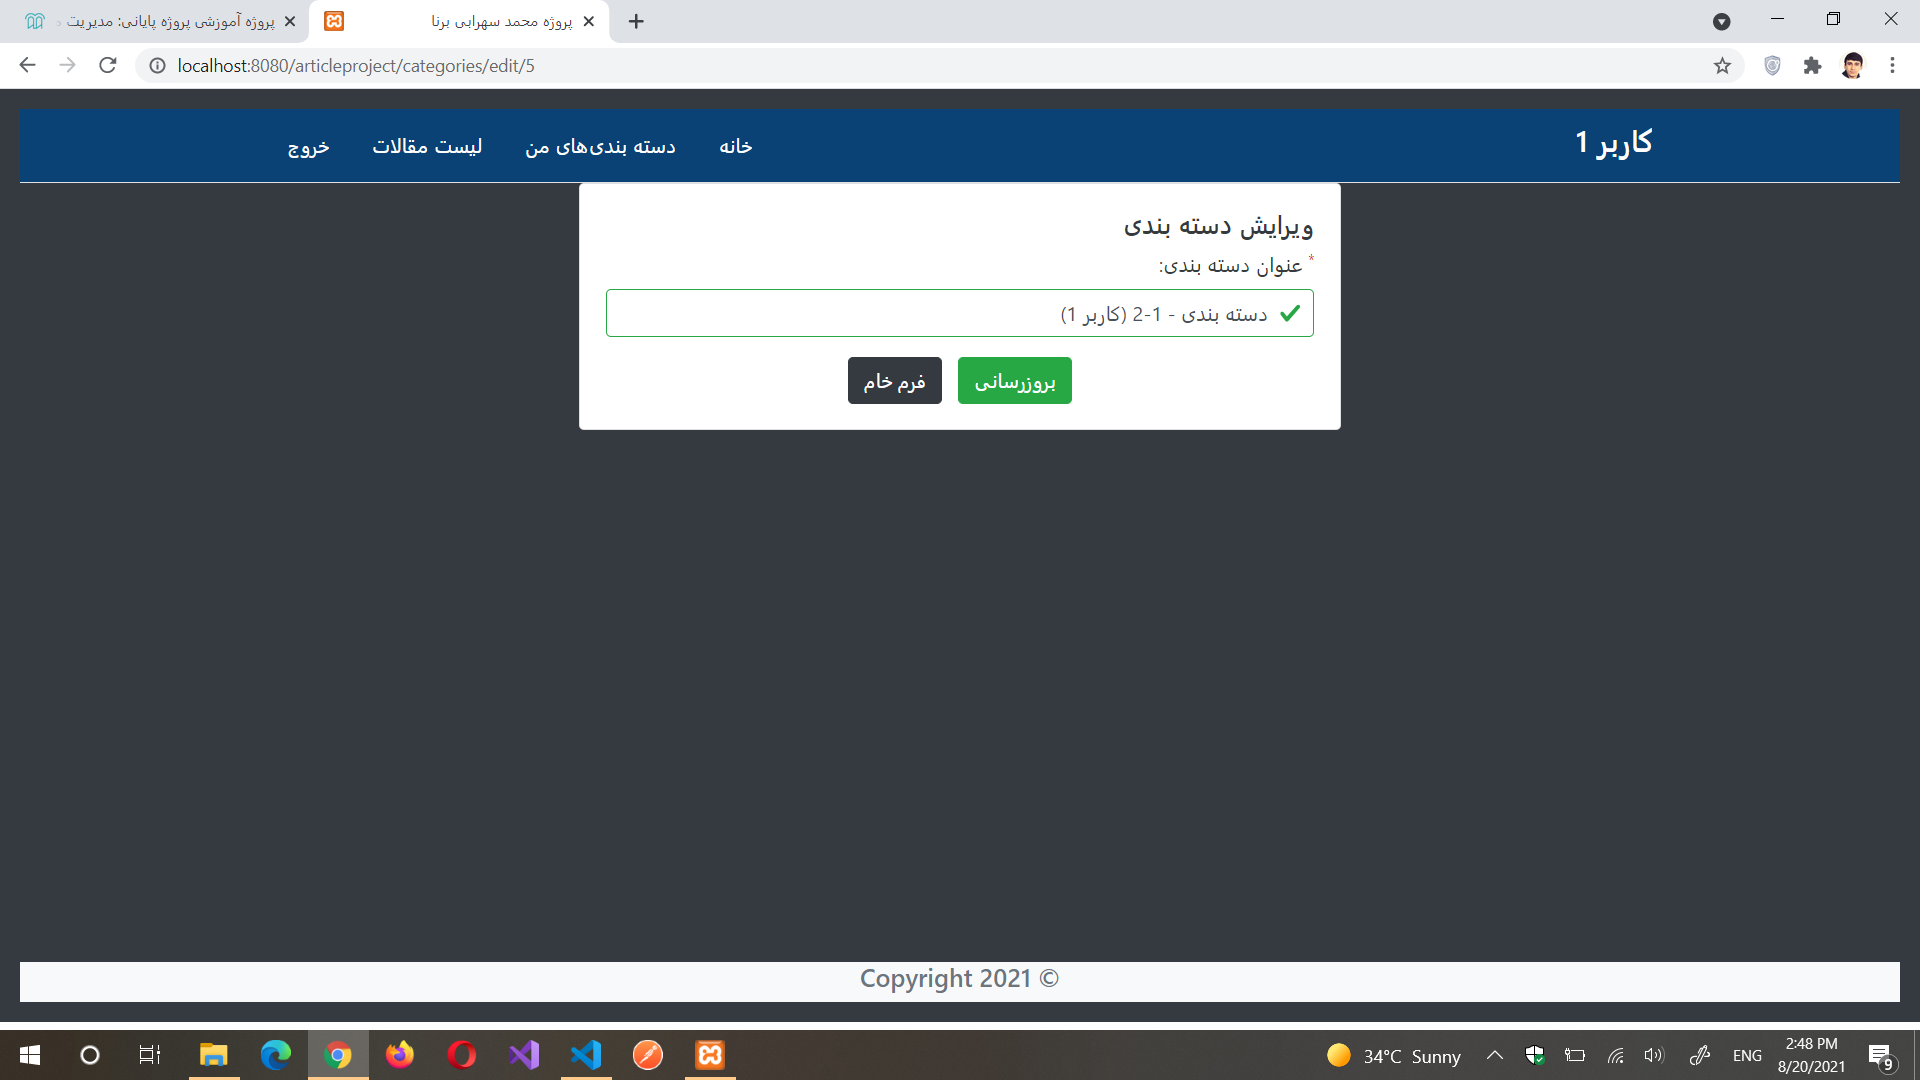 پروژه آموزشی پروژه پایانی: مدیریت
پروژه محمد سهرابی برنا
localhost:8080/articleproject/categories/edit/5
کاربر 1
خانه
دسته بندی‌های من
لیست مقالات
خروج
ویرایش دسته بندی
* عنوان دسته بندی:
دسته بندی - 1-2 (کاربر 1)
بروزرسانی
فرم خام
Copyright 2021 ©
34°C Sunny
ENG
2:48 PM
8/20/2021
9